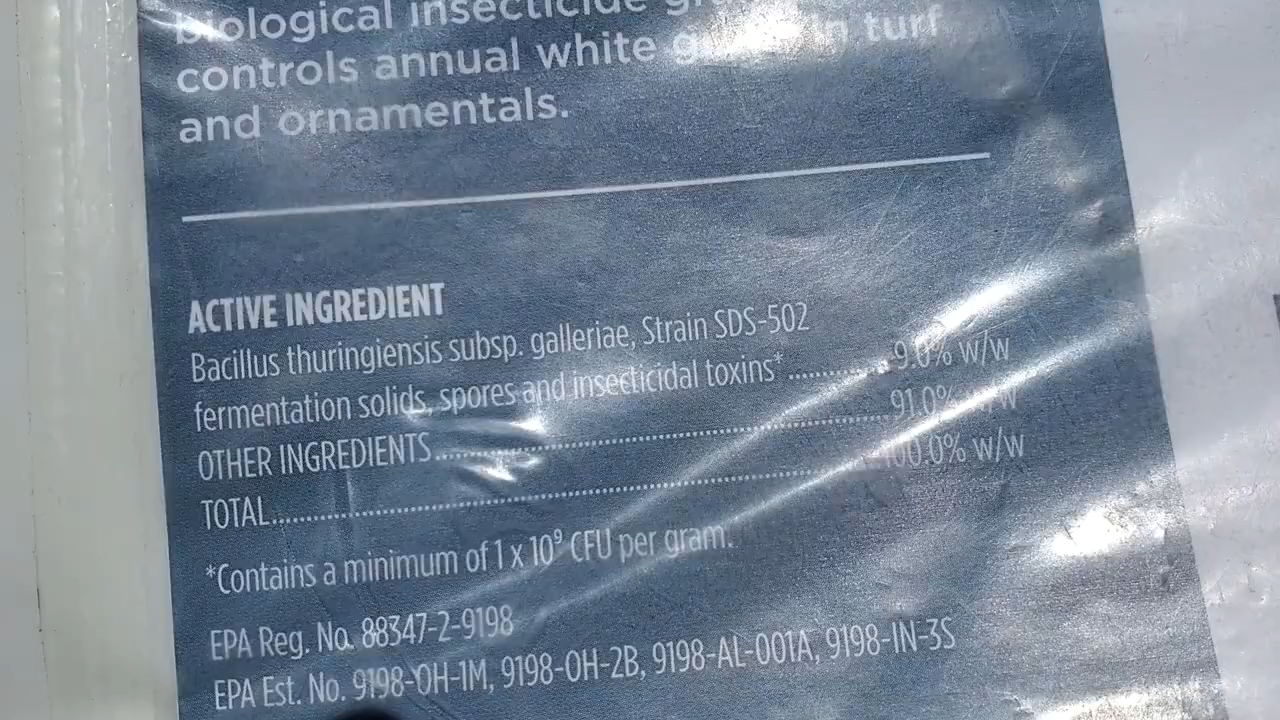 biological insecticide
controls annual white in turf
and ornamentals.
ACTIVE INGREDIENT
Bacillus thuringiensis subsp. galleriae, Strain SDS-502
fermentation solids, spores and insecticidal toxins* ............ 9.0% w/w
OTHER INGREDIENTS ............ 91.0% w/w
TOTAL ............ 100.0% w/w
*Contains a minimum of 1 x 10⁹ CFU per gram.
EPA Reg. No. 88347-2-9198
EPA Est. No. 9198-OH-1M, 9198-OH-2B, 9198-AL-001A, 9198-IN-3S